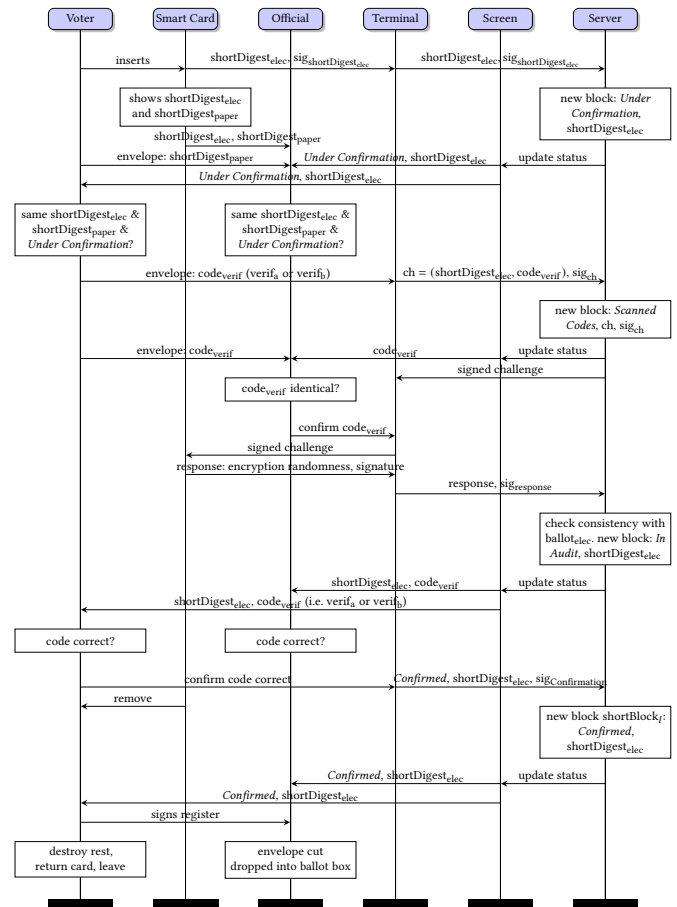 Voter Smart Card Official Terminal Screen Server
inserts
shortDigest_elec, sig_shortDigest_elec
shortDigest_elec, sig_shortDigest_elec
shows shortDigest_elec
and shortDigest_paper
new block: Under
Confirmation,
shortDigest_elec
shortDigest_elec, shortDigest_paper
envelope: shortDigest_paper
Under Confirmation, shortDigest_elec
update status
Under Confirmation, shortDigest_elec
same shortDigest_elec &
shortDigest_paper &
Under Confirmation?
same shortDigest_elec &
shortDigest_paper &
Under Confirmation?
envelope: code_verif (verif_a or verif_b)
ch = (shortDigest_elec, code_verif), sig_ch
new block: Scanned
Codes, ch, sig_ch
envelope: code_verif
code_verif
update status
signed challenge
code_verif identical?
confirm code_verif
signed challenge
response: encryption randomness, signature
response, sig_response
check consistency with
ballot_elec. new block: In
Audit, shortDigest_elec
shortDigest_elec, code_verif
update status
shortDigest_elec, code_verif (i.e. verif_a or verif_b)
code correct?
code correct?
confirm code correct
Confirmed, shortDigest_elec, sig_Confirmation
remove
new block shortBlock_l:
Confirmed,
shortDigest_elec
Confirmed, shortDigest_elec
update status
Confirmed, shortDigest_elec
signs register
destroy rest,
return card, leave
envelope cut
dropped into ballot box